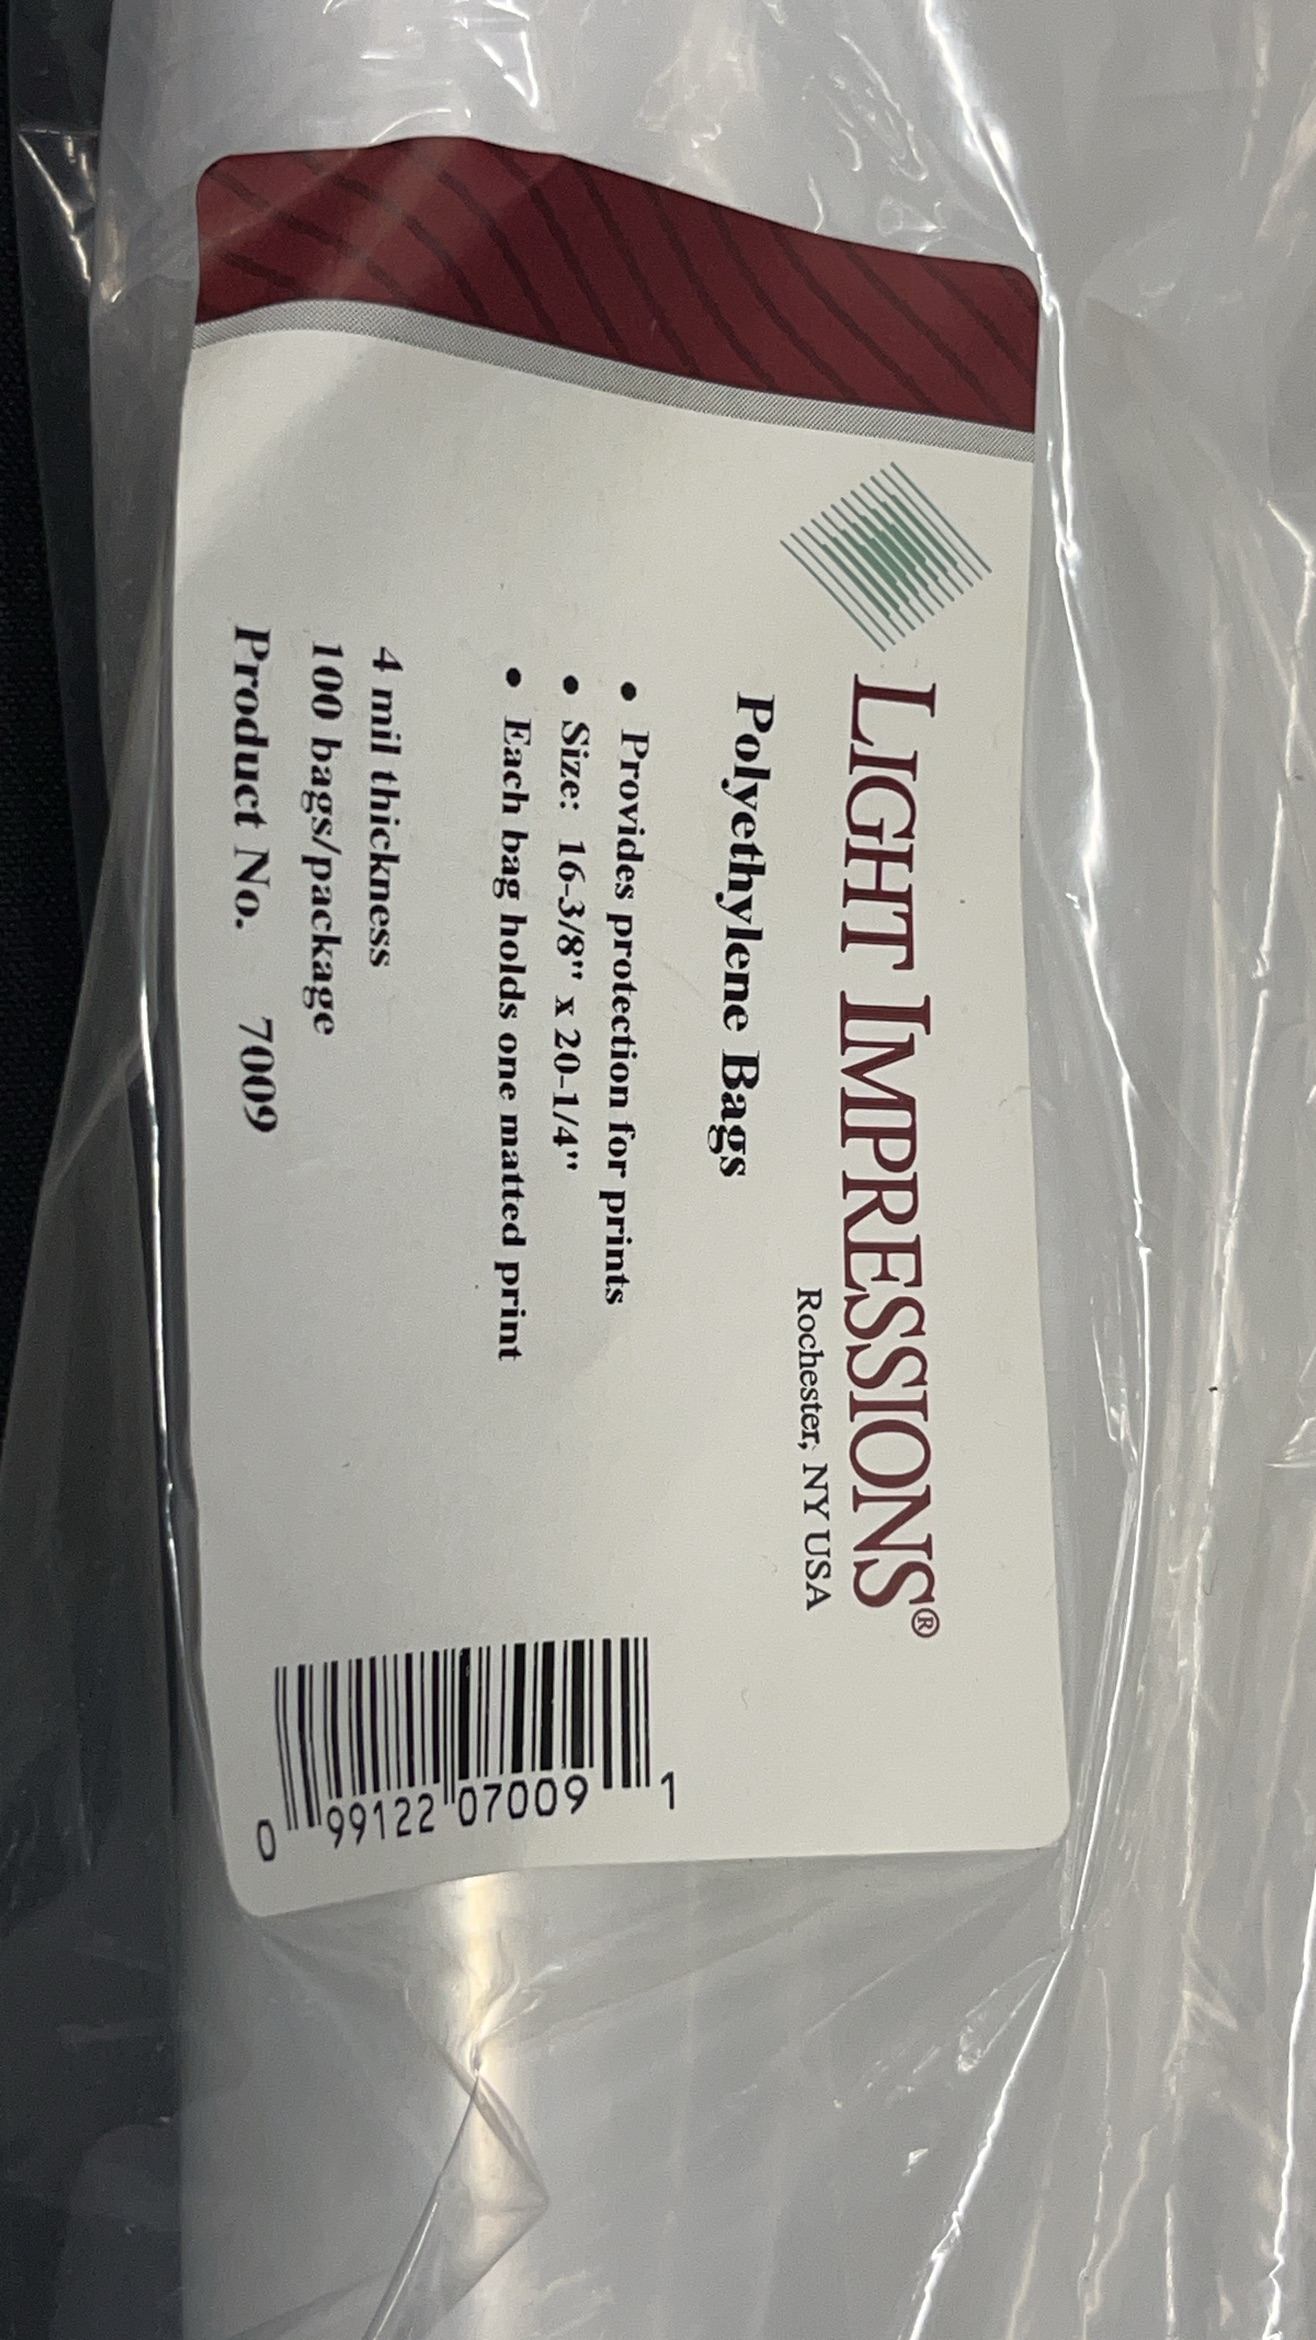 LIGHT IMPRESSIONS®
Rochester, NY USA
Polyethylene Bags
• Provides protection for prints
• Size: 16-3/8" x 20-1/4"
• Each bag holds one matted print
4 mil thickness
100 bags/package
Product No. 7009
0 99122 07009 1